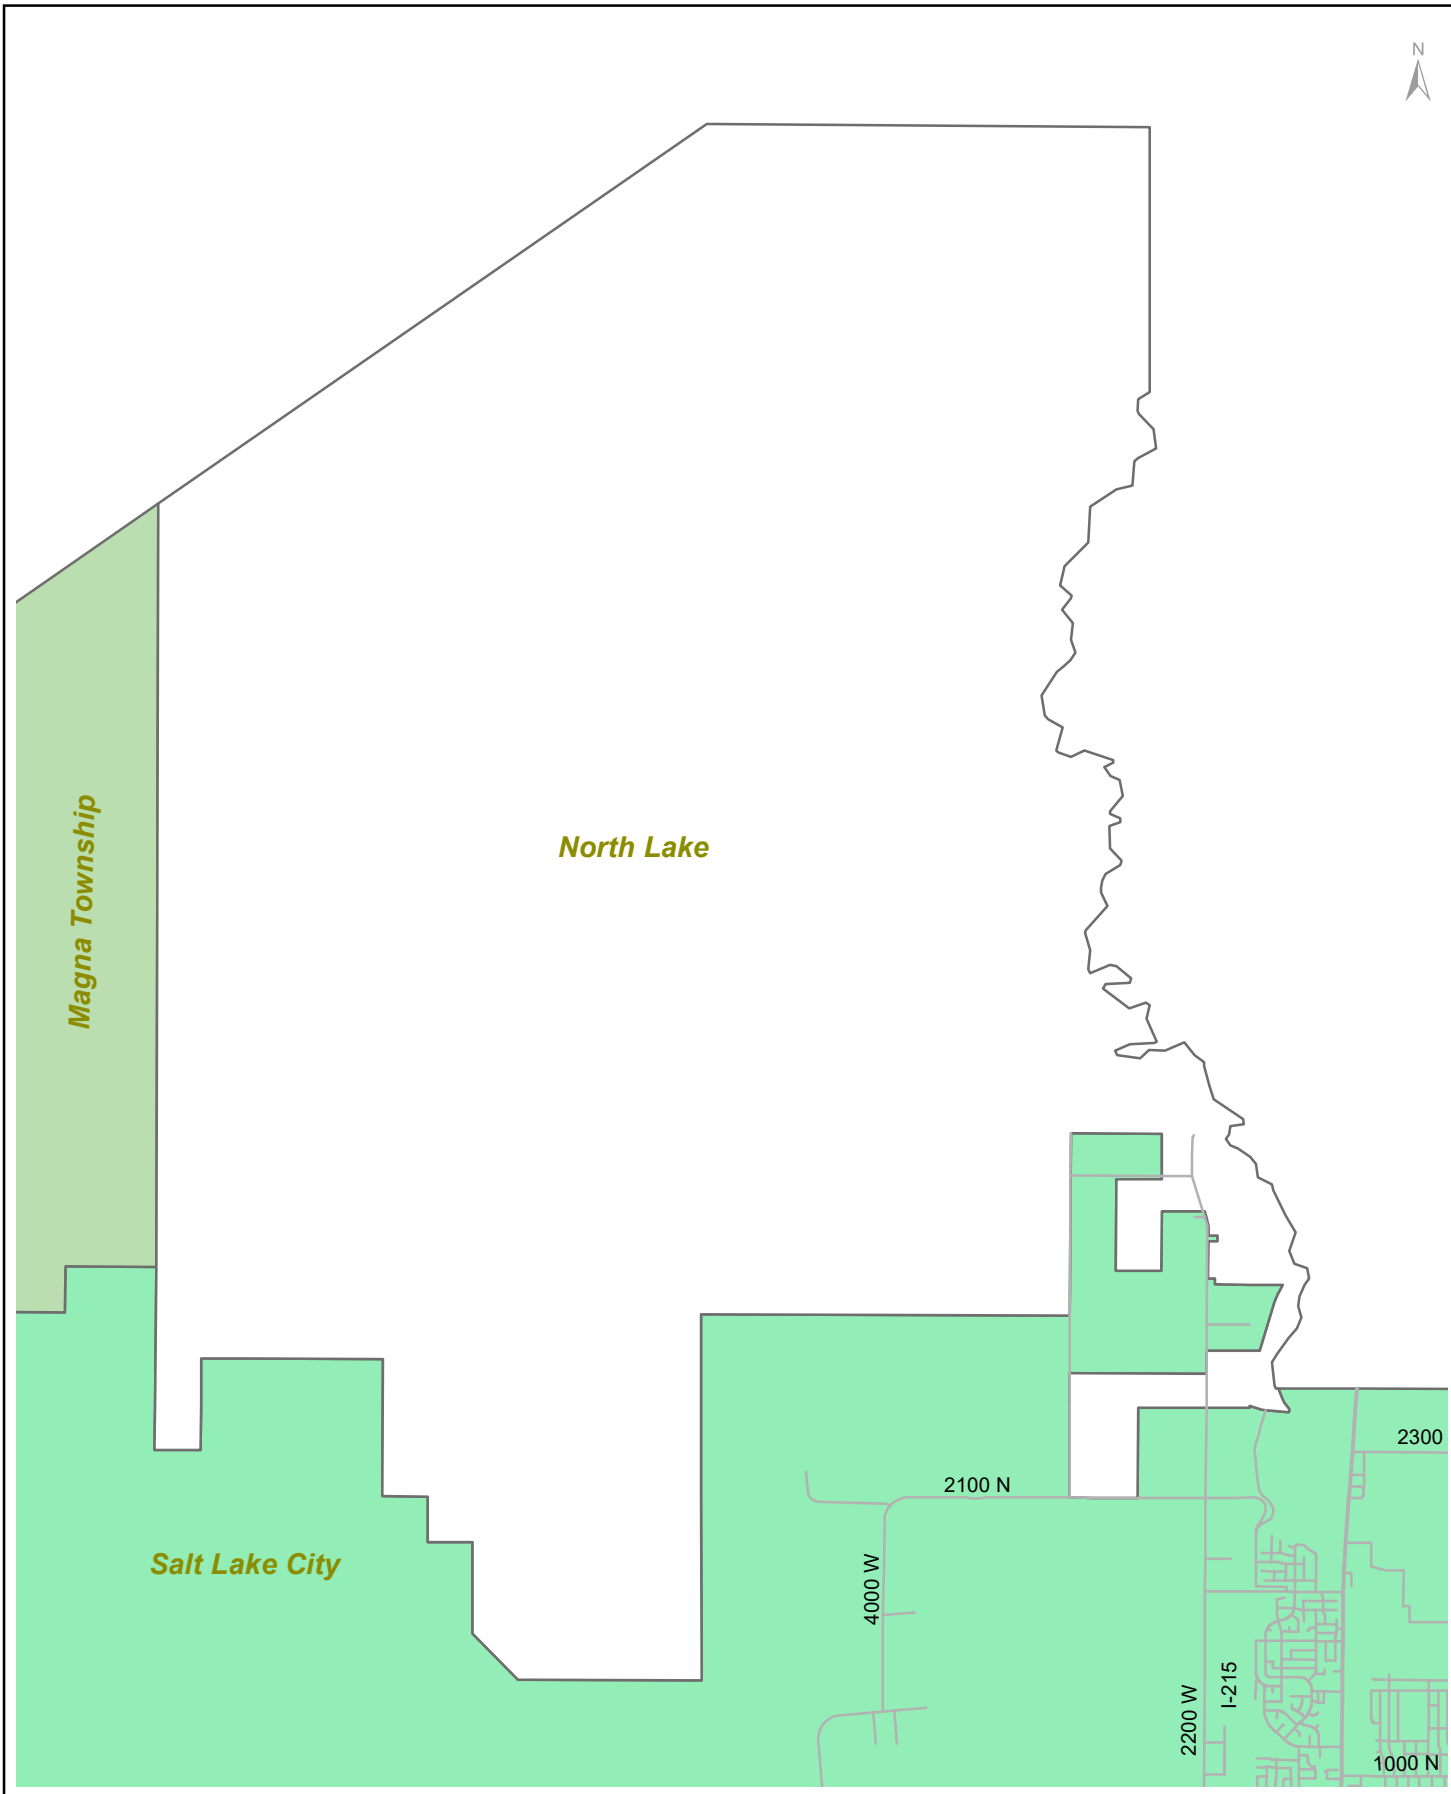 N
North Lake
Magna Township
2300
2100 N
Salt Lake City
4000 W
I-215
2200 W
1000 N